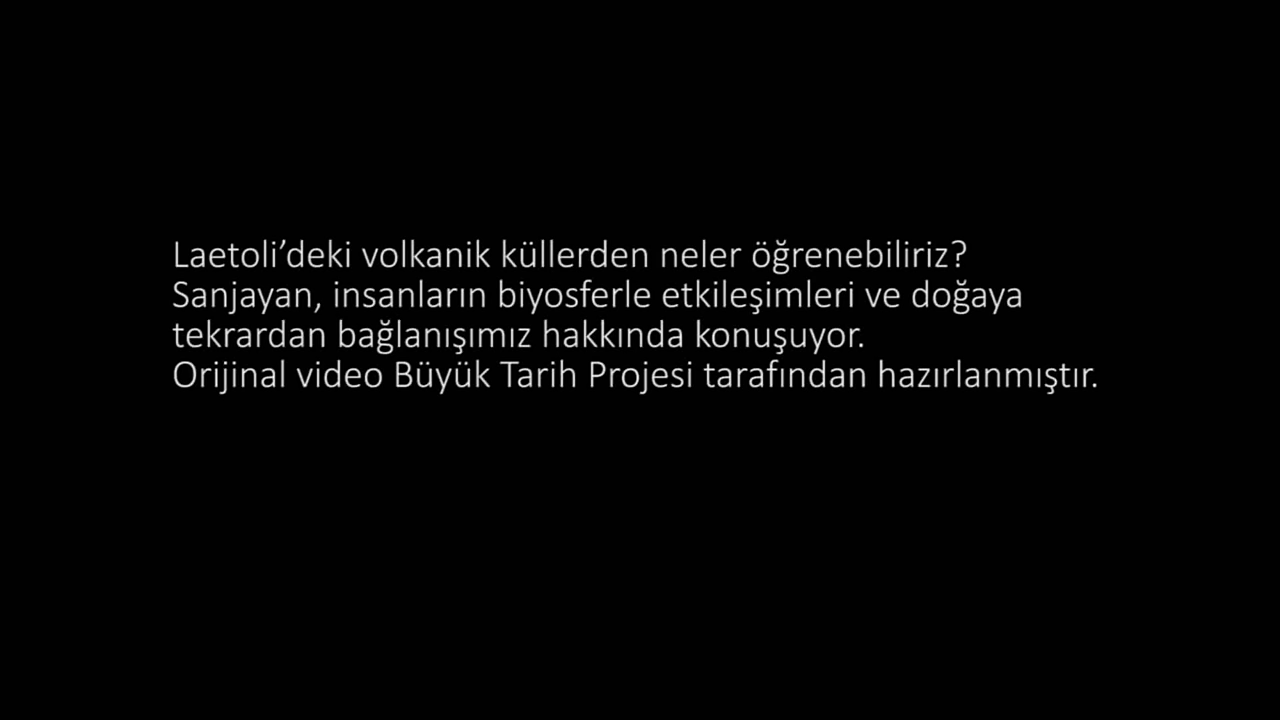 Laetoli’deki volkanik küllerden neler öğrenebiliriz?
Sanjayan, insanların biyosferle etkileşimleri ve doğaya
tekrardan bağlanışımız hakkında konuşuyor.
Orijinal video Büyük Tarih Projesi tarafından hazırlanmıştır.